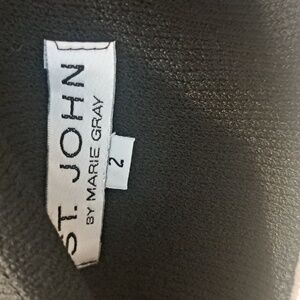 ST. JOHN
BY MARIE GRAY
2